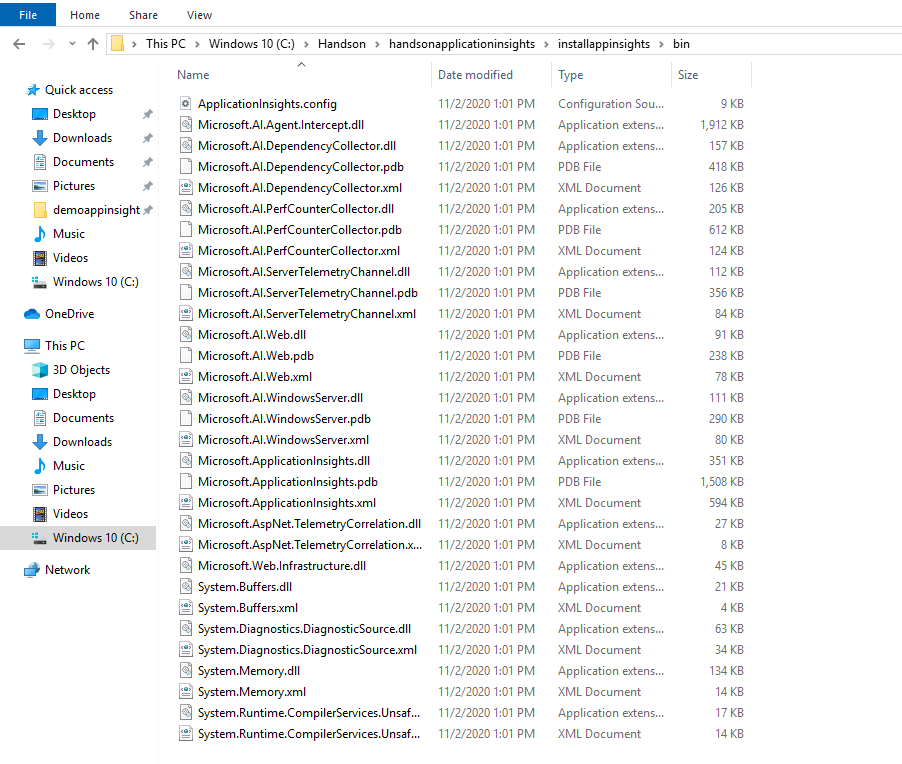 File Home Share View
This PC Windows 10 (C:) Handson handsonapplicationinsights installappinsights bin
Quick access
Desktop
Downloads
Documents
Pictures
demoappinsight
Music
Videos
Windows 10 (C:)
OneDrive
This PC
3D Objects
Desktop
Documents
Downloads
Music
Pictures
Videos
Windows 10 (C:)
Network
Name Date modified Type Size
ApplicationInsights.config 11/2/2020 1:01 PM Configuration Sou... 9 KB
Microsoft.AI.Agent.Intercept.dll 11/2/2020 1:01 PM Application extens... 1,912 KB
Microsoft.AI.DependencyCollector.dll 11/2/2020 1:01 PM Application extens... 157 KB
Microsoft.AI.DependencyCollector.pdb 11/2/2020 1:01 PM PDB File 418 KB
Microsoft.AI.DependencyCollector.xml 11/2/2020 1:01 PM XML Document 126 KB
Microsoft.AI.PerfCounterCollector.dll 11/2/2020 1:01 PM Application extens... 205 KB
Microsoft.AI.PerfCounterCollector.pdb 11/2/2020 1:01 PM PDB File 612 KB
Microsoft.AI.PerfCounterCollector.xml 11/2/2020 1:01 PM XML Document 124 KB
Microsoft.AI.ServerTelemetryChannel.dll 11/2/2020 1:01 PM Application extens... 112 KB
Microsoft.AI.ServerTelemetryChannel.pdb 11/2/2020 1:01 PM PDB File 356 KB
Microsoft.AI.ServerTelemetryChannel.xml 11/2/2020 1:01 PM XML Document 84 KB
Microsoft.AI.Web.dll 11/2/2020 1:01 PM Application extens... 91 KB
Microsoft.AI.Web.pdb 11/2/2020 1:01 PM PDB File 238 KB
Microsoft.AI.Web.xml 11/2/2020 1:01 PM XML Document 78 KB
Microsoft.AI.WindowsServer.dll 11/2/2020 1:01 PM Application extens... 111 KB
Microsoft.AI.WindowsServer.pdb 11/2/2020 1:01 PM PDB File 290 KB
Microsoft.AI.WindowsServer.xml 11/2/2020 1:01 PM XML Document 80 KB
Microsoft.ApplicationInsights.dll 11/2/2020 1:01 PM Application extens... 351 KB
Microsoft.ApplicationInsights.pdb 11/2/2020 1:01 PM PDB File 1,508 KB
Microsoft.ApplicationInsights.xml 11/2/2020 1:01 PM XML Document 594 KB
Microsoft.AspNet.TelemetryCorrelation.dll 11/2/2020 1:01 PM Application extens... 27 KB
Microsoft.AspNet.TelemetryCorrelation.x... 11/2/2020 1:01 PM XML Document 8 KB
Microsoft.Web.Infrastructure.dll 11/2/2020 1:01 PM Application extens... 45 KB
System.Buffers.dll 11/2/2020 1:01 PM Application extens... 21 KB
System.Buffers.xml 11/2/2020 1:01 PM XML Document 4 KB
System.Diagnostics.DiagnosticSource.dll 11/2/2020 1:01 PM Application extens... 63 KB
System.Diagnostics.DiagnosticSource.xml 11/2/2020 1:01 PM XML Document 34 KB
System.Memory.dll 11/2/2020 1:01 PM Application extens... 134 KB
System.Memory.xml 11/2/2020 1:01 PM XML Document 14 KB
System.Runtime.CompilerServices.Unsaf... 11/2/2020 1:01 PM Application extens... 17 KB
System.Runtime.CompilerServices.Unsaf... 11/2/2020 1:01 PM XML Document 14 KB